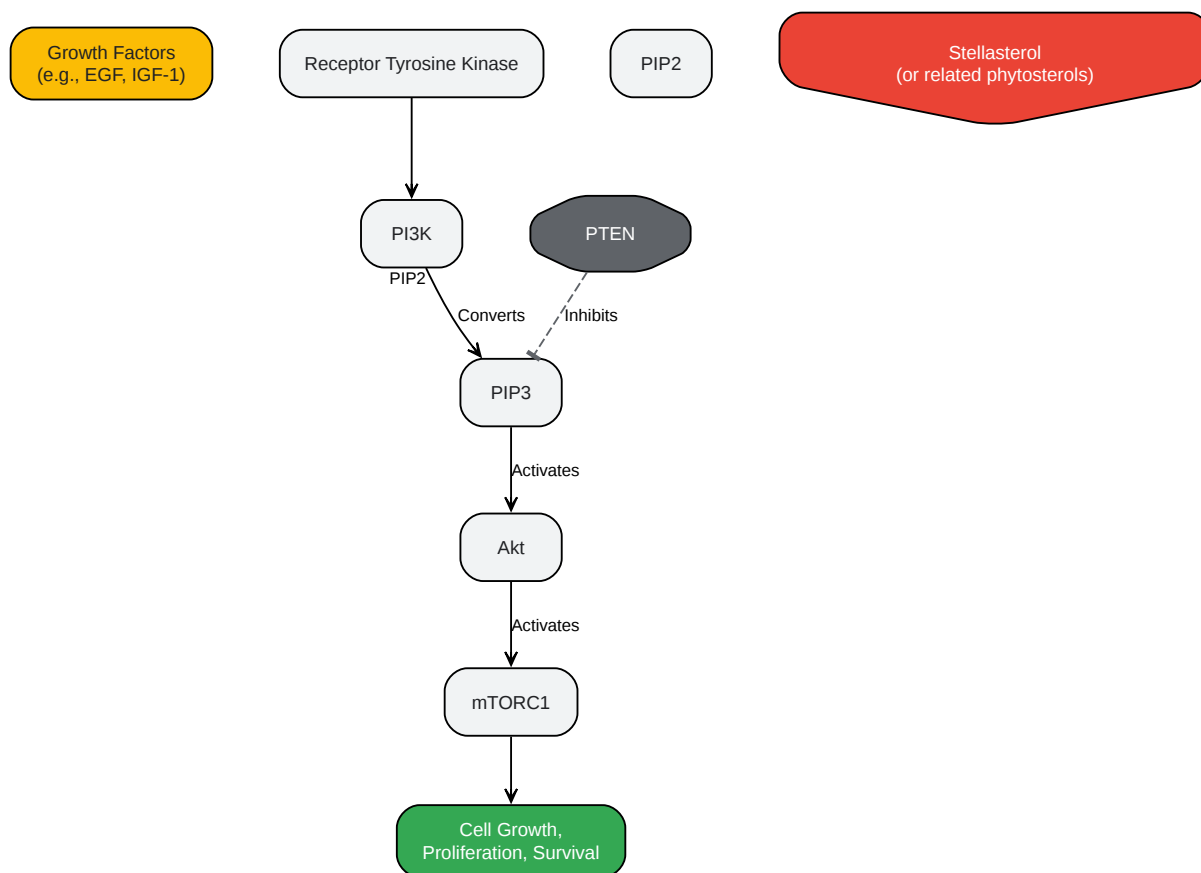 Growth Factors
(e.g., EGF, IGF-1)
Receptor Tyrosine Kinase
PIP2
Stellasterol
(or related phytosterols)
PI3K
PTEN
PIP2
Converts
Inhibits
PIP3
Activates
Akt
Activates
mTORC1
Cell Growth,
Proliferation, Survival